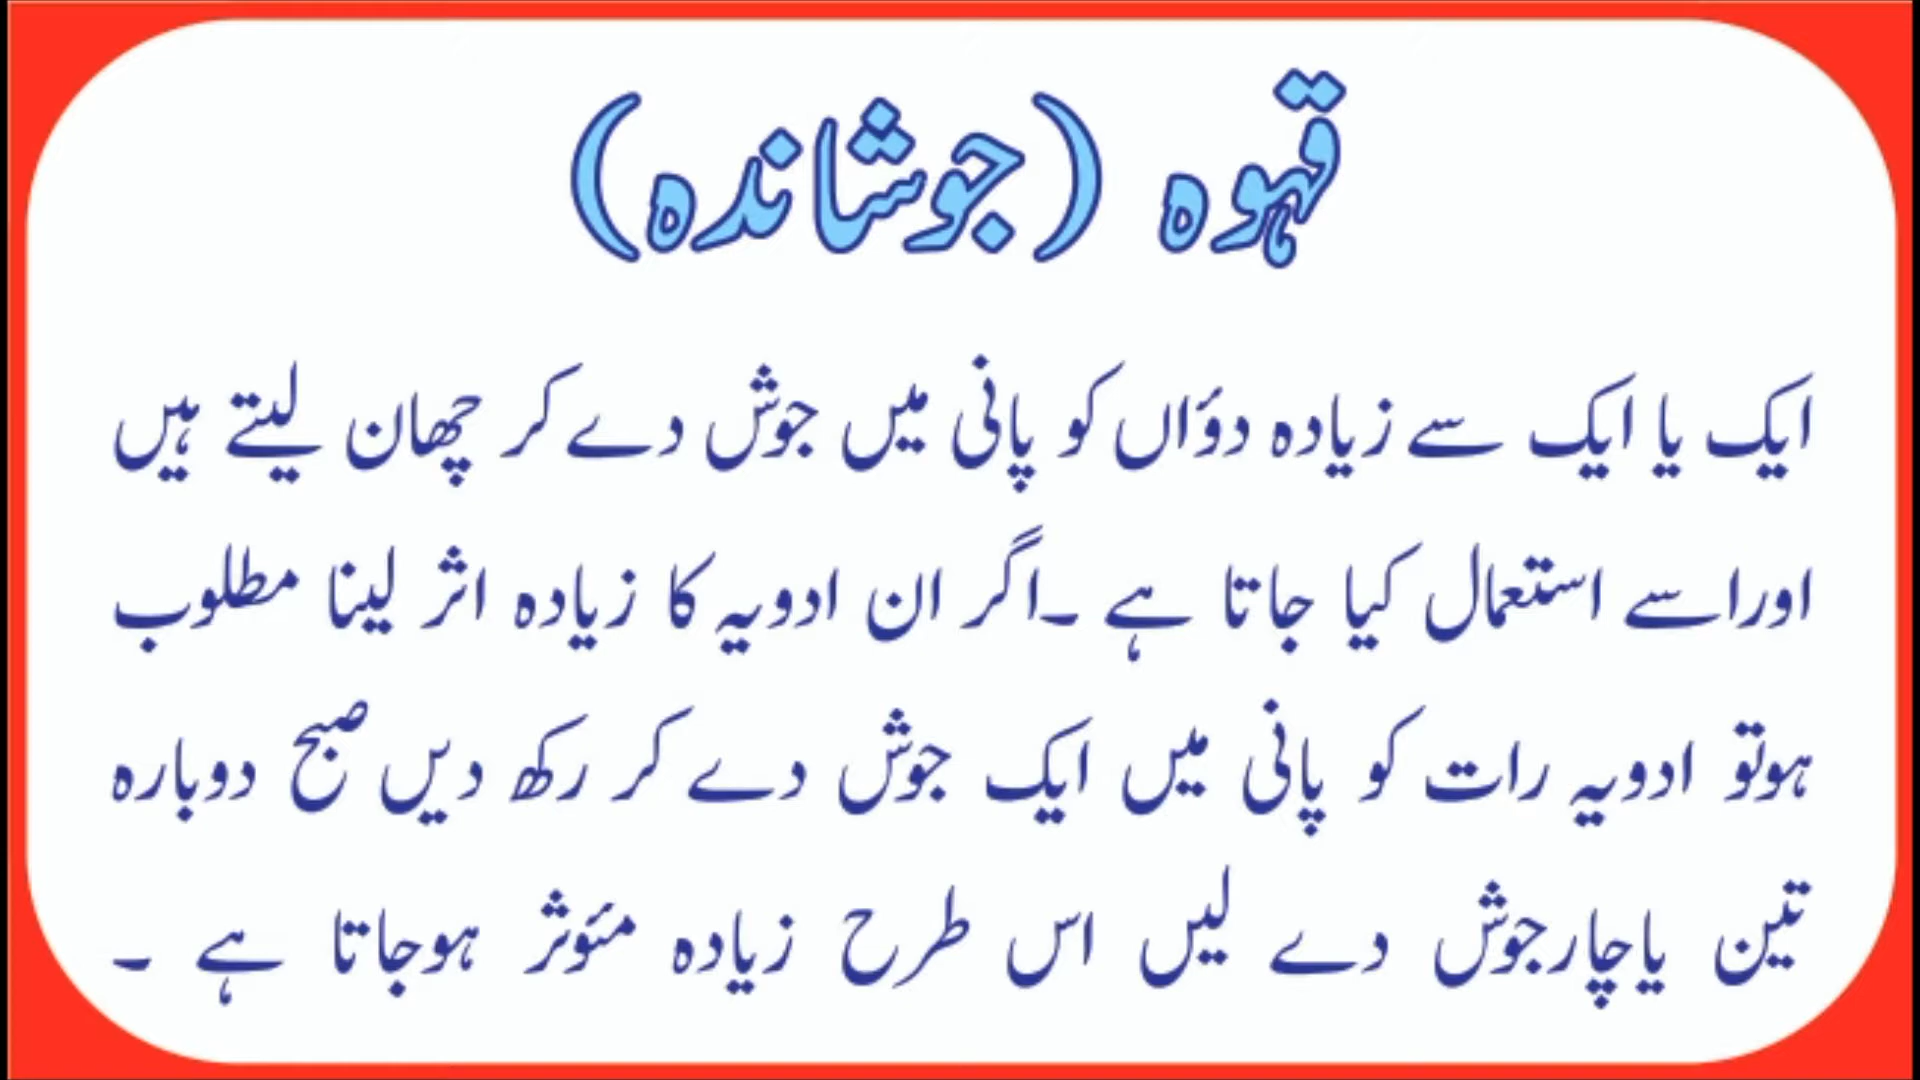 قہوہ (جوشاندہ)
ایک یا ایک سے زیادہ دوؤاں کو پانی میں جوش دے کر چھان لیتے ہیں
اوراسے استعمال کیا جاتا ہے ۔اگر ان ادویہ کا زیادہ اثر لینا مطلوب
ہوتو ادویہ رات کو پانی میں ایک جوش دے کر رکھ دیں صبح دوبارہ
تین یاچارجوش دے لیں اس طرح زیادہ مئوثر ہوجاتا ہے ۔